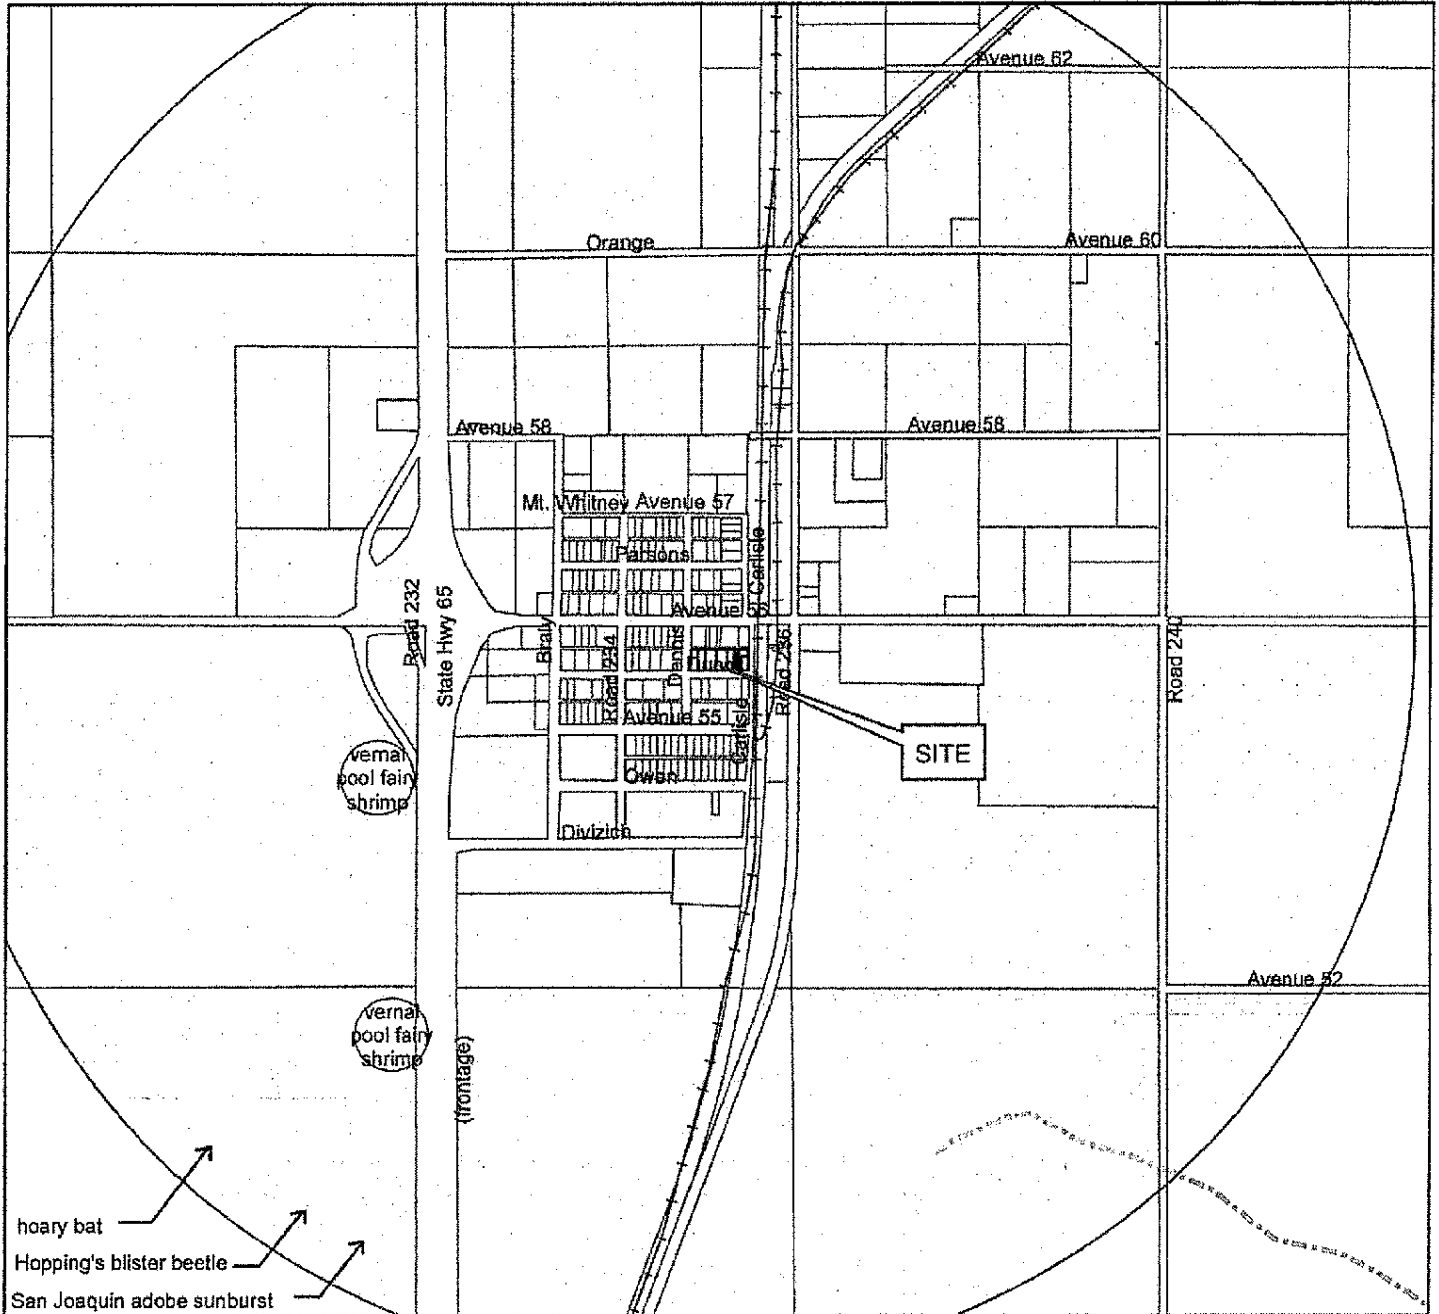 Avenue 62
Orange
Avenue 60
Avenue 58
Avenue 58
Mt. Whitney Avenue 57
Parsons
Carlisle
Avenue 56
Road 232
State Hwy 65
Braly
Road 234
Dennis
Road 236
Road 240
Avenue 55
Carlisle
SITE
vernal
pool fairy
shrimp
Owen
Divizich
Avenue 52
vernal
pool fairy
shrimp
(frontage)
hoary bat
Hopping's blister beetle
San Joaquin adobe sunburst